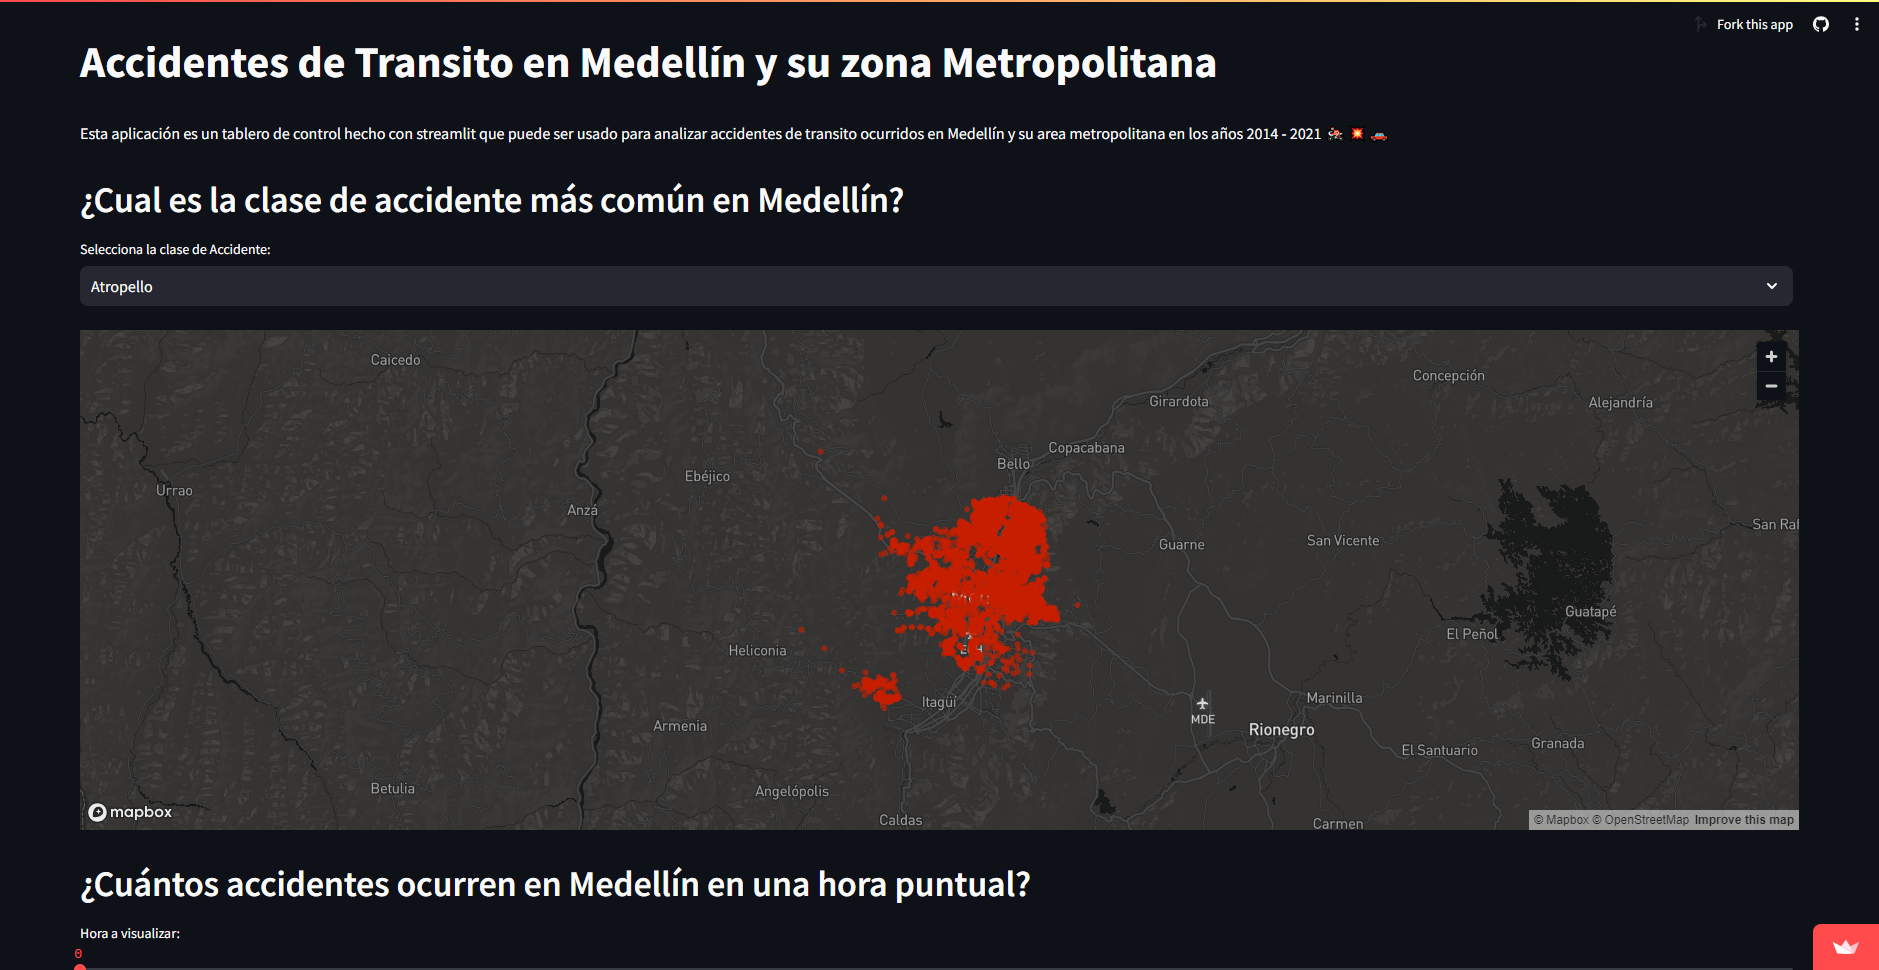 Fork this app
Accidentes de Transito en Medellín y su zona Metropolitana
Esta aplicación es un tablero de control hecho con streamlit que puede ser usado para analizar accidentes de transito ocurridos en Medellín y su area metropolitana en los años 2014 - 2021
¿Cual es la clase de accidente más común en Medellín?
Selecciona la clase de Accidente:
Atropello
Caicedo
Concepción
Girardota
Alejandría
Copacabana
Bello
Ebéjico
Urrao
Anzá
San Raf
Guarne
San Vicente
Guatapé
El Peñol
Heliconia
Itagüí
Marinilla
MDE
Armenia
Rionegro
El Santuario
Granada
Betulia
Angelópolis
Caldas
Carmen
mapbox
© Mapbox © OpenStreetMap Improve this map
¿Cuántos accidentes ocurren en Medellín en una hora puntual?
Hora a visualizar:
0